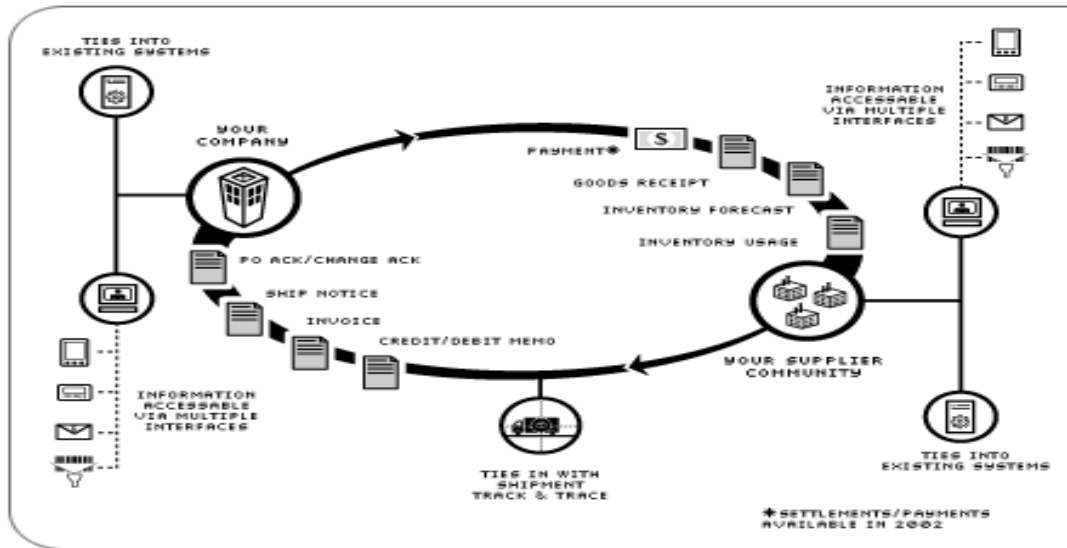 TIES INTO
EXISTING SYSTEMS
YOUR
COMPANY
PAYMENT*
$
GOODS RECEIPT
INVENTORY FORECAST
INVENTORY USAGE
INFORMATION
ACCESSABLE
VIA MULTIPLE
INTERFACES
PO ACK/CHANGE ACK
SHIP NOTICE
INVOICE
CREDIT/DEBIT MEMO
YOUR SUPPLIER
COMMUNITY
INFORMATION
ACCESSABLE
VIA MULTIPLE
INTERFACES
TIES IN WITH
SHIPMENT
TRACK & TRACE
TIES INTO
EXISTING SYSTEMS
*SETTLEMENTS/PAYMENTS
AVAILABLE IN 2002